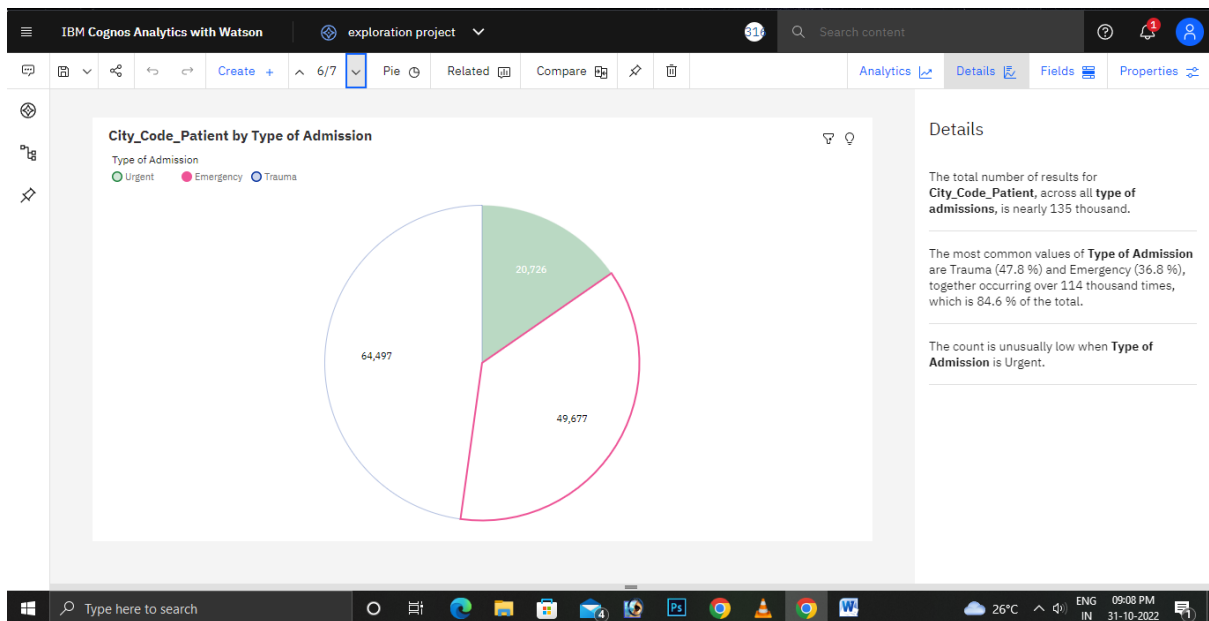 IBM Cognos Analytics with Watson
exploration project
316
Search content
1
Create +
6/7
Pie
Related
Compare
Analytics
Details
Fields
Properties
City_Code_Patient by Type of Admission
Type of Admission
Urgent
Emergency
Trauma
20,726
64,497
49,677
Details
The total number of results for
City_Code_Patient, across all type of
admissions, is nearly 135 thousand.
The most common values of Type of Admission
are Trauma (47.8 %) and Emergency (36.8 %),
together occurring over 114 thousand times,
which is 84.6 % of the total.
The count is unusually low when Type of
Admission is Urgent.
Type here to search
4
Ps
W
26°C
ENG
IN
09:08 PM
31-10-2022
1